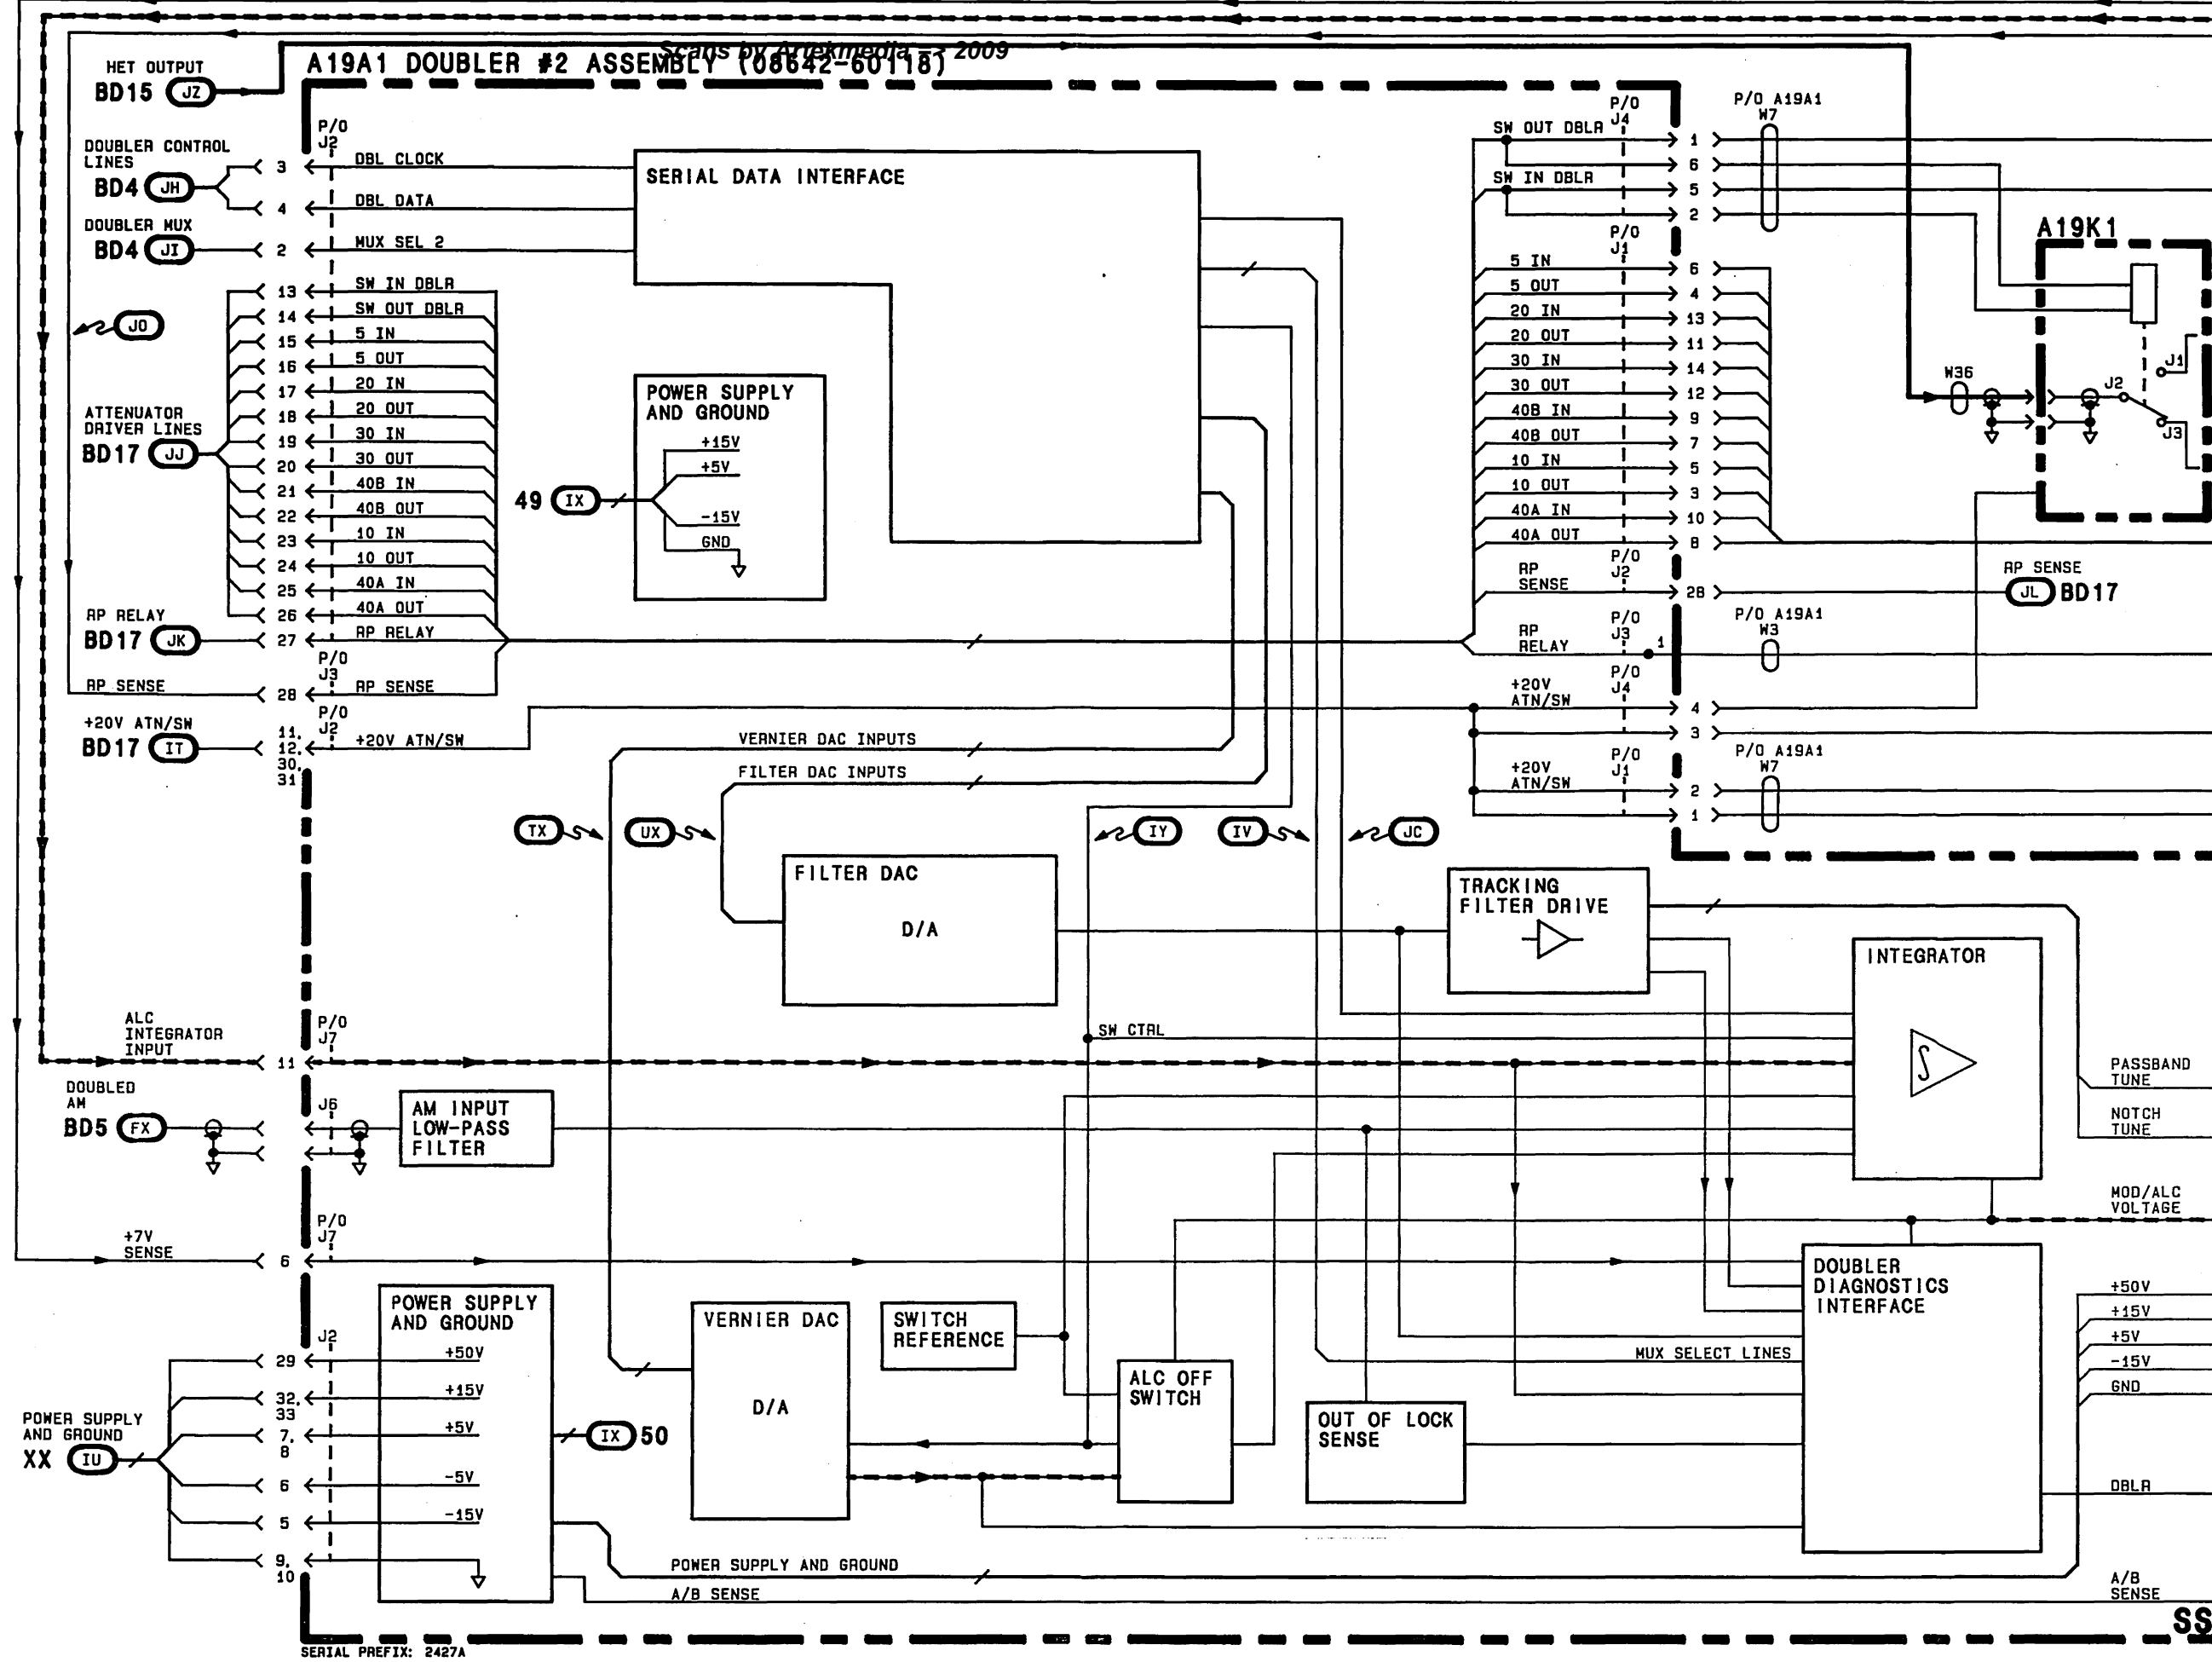 Scans by Artekmedia => 2009
A19A1 DOUBLER #2 ASSEMBLY (08642-60118)
HET OUTPUT
BD15 JZ
DOUBLER CONTROL
LINES
BD4 JH
DOUBLER MUX
BD4 JI
P/O
J2
3 DBL CLOCK
4 DBL DATA
2 MUX SEL 2
13 SW IN DBLR
14 SW OUT DBLR
15 5 IN
16 5 OUT
17 20 IN
18 20 OUT
19 30 IN
20 30 OUT
21 40B IN
22 40B OUT
23 10 IN
24 10 OUT
25 40A IN
26 40A OUT
27 RP RELAY
JO
ATTENUATOR
DRIVER LINES
BD17 JJ
RP RELAY
BD17 JK
P/O
J3
RP SENSE
28 RP SENSE
+20V ATN/SW
BD17 IT
P/O
J2
11,
12,
30,
31
+20V ATN/SW
SERIAL DATA INTERFACE
POWER SUPPLY
AND GROUND
+15V
+5V
-15V
GND
49 IX
VERNIER DAC INPUTS
FILTER DAC INPUTS
TX
UX
IY
IV
JC
P/O
J4
SW OUT DBLR
1
6
SW IN DBLR
5
2
P/O A19A1
W7
P/O
J1
5 IN 6
5 OUT 4
20 IN 13
20 OUT 11
30 IN 14
30 OUT 12
40B IN 9
40B OUT 7
10 IN 5
10 OUT 3
40A IN 10
40A OUT 8
P/O
J2
RP
SENSE
28
RP SENSE
JL BD17
P/O
J3
RP
RELAY
1
P/O A19A1
W3
P/O
J4
+20V
ATN/SW
4
3
P/O
J1
+20V
ATN/SW
2
1
P/O A19A1
W7
A19K1
W36
J2
J1
J3
FILTER DAC
D/A
TRACKING
FILTER DRIVE
INTEGRATOR
∫
SW CTRL
ALC
INTEGRATOR
INPUT
11
P/O
J7
DOUBLED
AM
BD5 FX
J6
AM INPUT
LOW-PASS
FILTER
PASSBAND
TUNE
NOTCH
TUNE
MOD/ALC
VOLTAGE
+7V
SENSE
6
P/O
J7
POWER SUPPLY
AND GROUND
J2
29 +50V
32,
33
+15V
7,
8
+5V
6 -5V
5 -15V
9,
10
POWER SUPPLY
AND GROUND
XX IU
IX 50
VERNIER DAC
D/A
SWITCH
REFERENCE
ALC OFF
SWITCH
OUT OF LOCK
SENSE
DOUBLER
DIAGNOSTICS
INTERFACE
MUX SELECT LINES
+50V
+15V
+5V
-15V
GND
DBLR
POWER SUPPLY AND GROUND
A/B SENSE
A/B
SENSE
SS
SERIAL PREFIX: 2427A